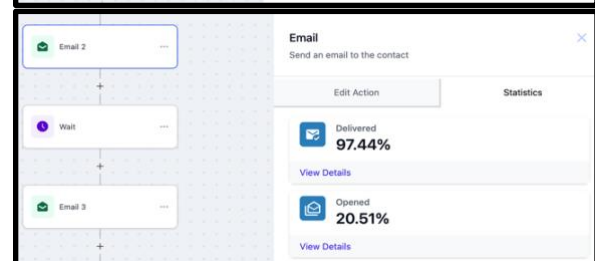 Email 2
Wait
Email 3
Email
Send an email to the contact
Edit Action
Statistics
Delivered
97.44%
View Details
Opened
20.51%
View Details